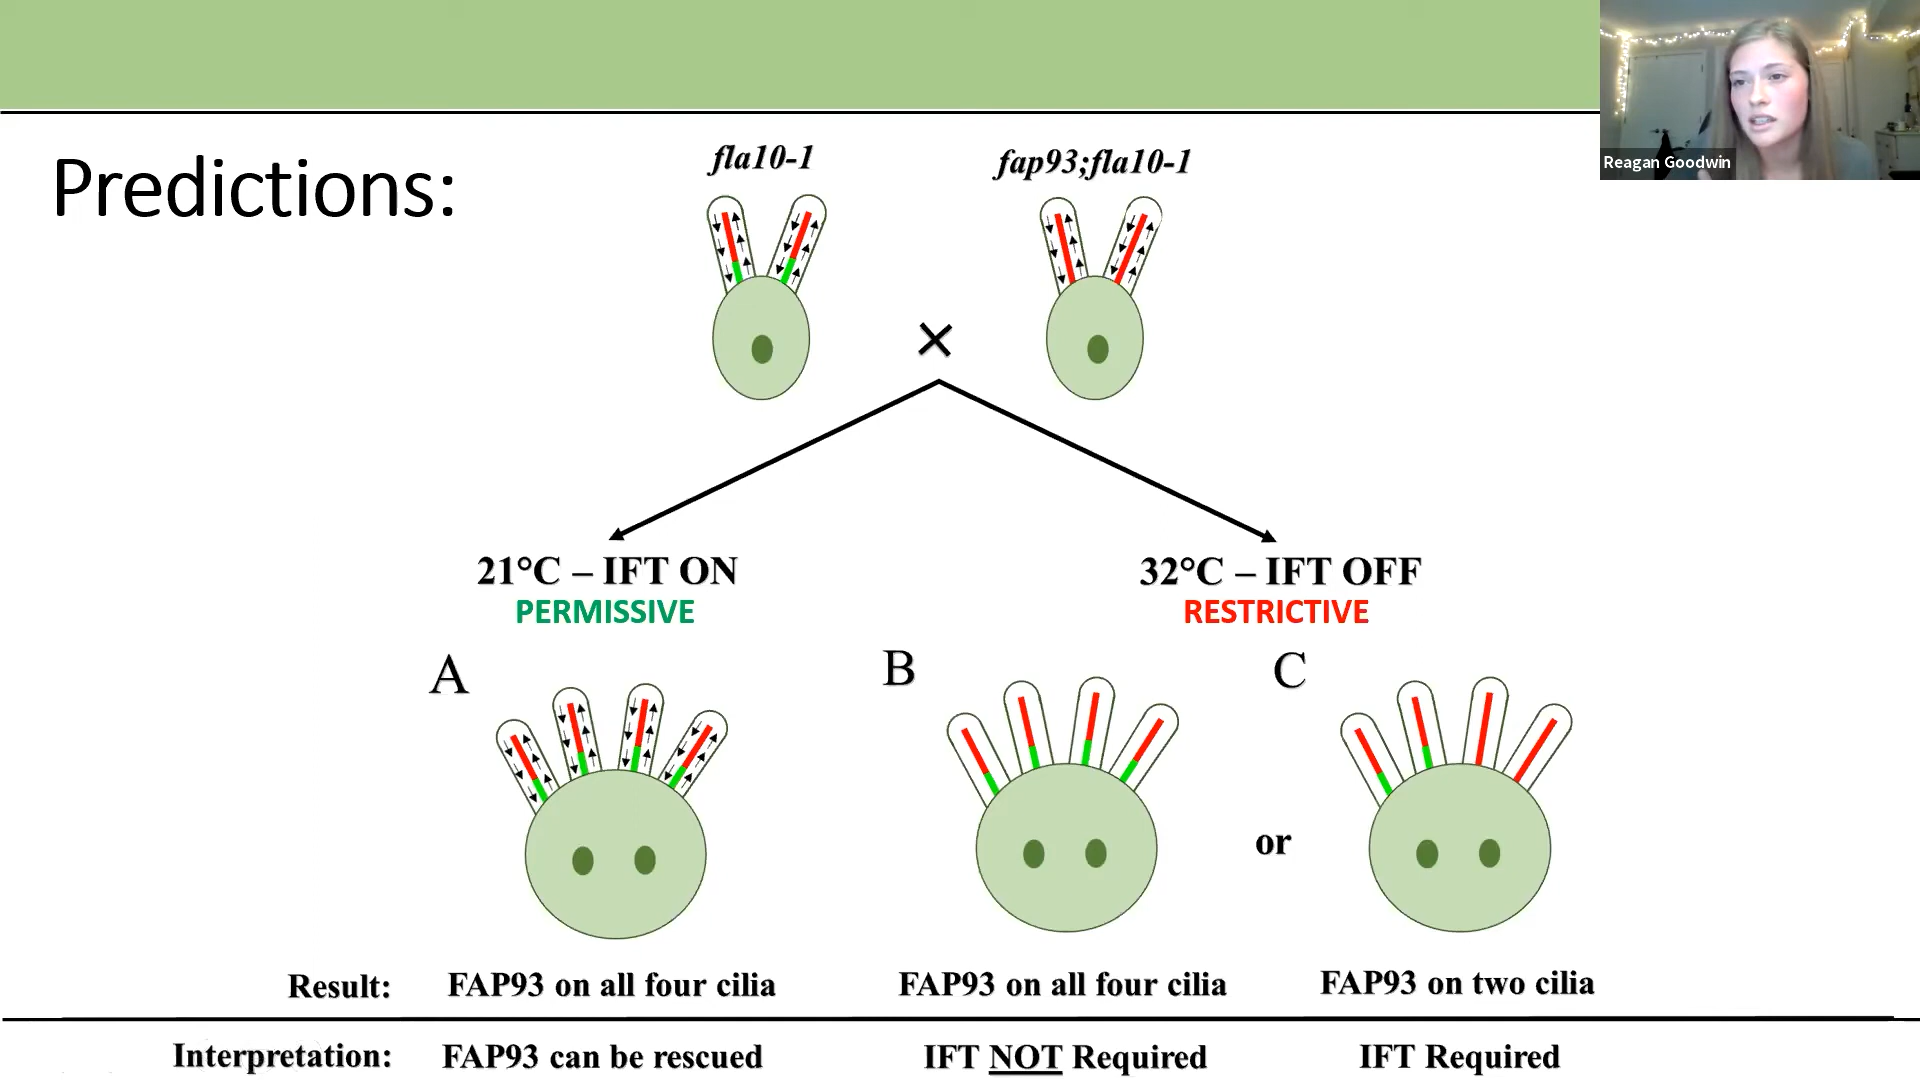 Reagan Goodwin
Predictions:
fla10-1
fap93;fla10-1
×
21°C – IFT ON
PERMISSIVE
32°C – IFT OFF
RESTRICTIVE
A
B
C
or
Result: FAP93 on all four cilia FAP93 on all four cilia FAP93 on two cilia
Interpretation: FAP93 can be rescued IFT NOT Required IFT Required